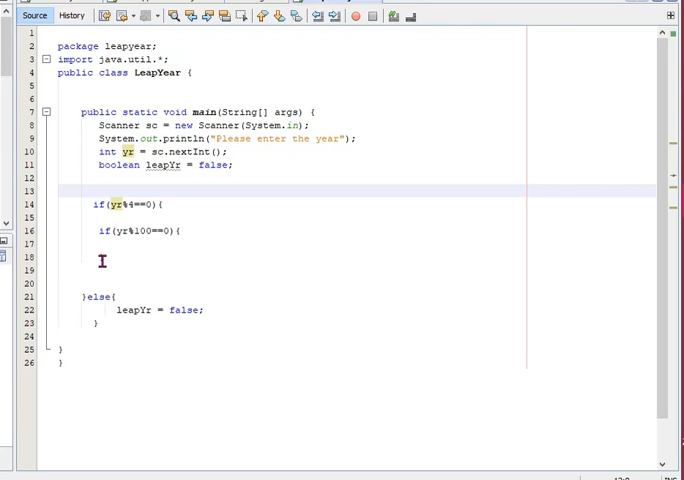 Source History
1
2 package leapyear;
3 import java.util.*;
4 public class LeapYear {
5
6
7 public static void main(String[] args) {
8 Scanner sc = new Scanner(System.in);
9 System.out.println("Please enter the year");
10 int yr = sc.nextInt();
11 boolean leapYr = false;
12
13
14 if(yr%4==0){
15
16 if(yr%100==0){
17
18
19
20
21 }else{
22 leapYr = false;
23 }
24
25 }
26 }